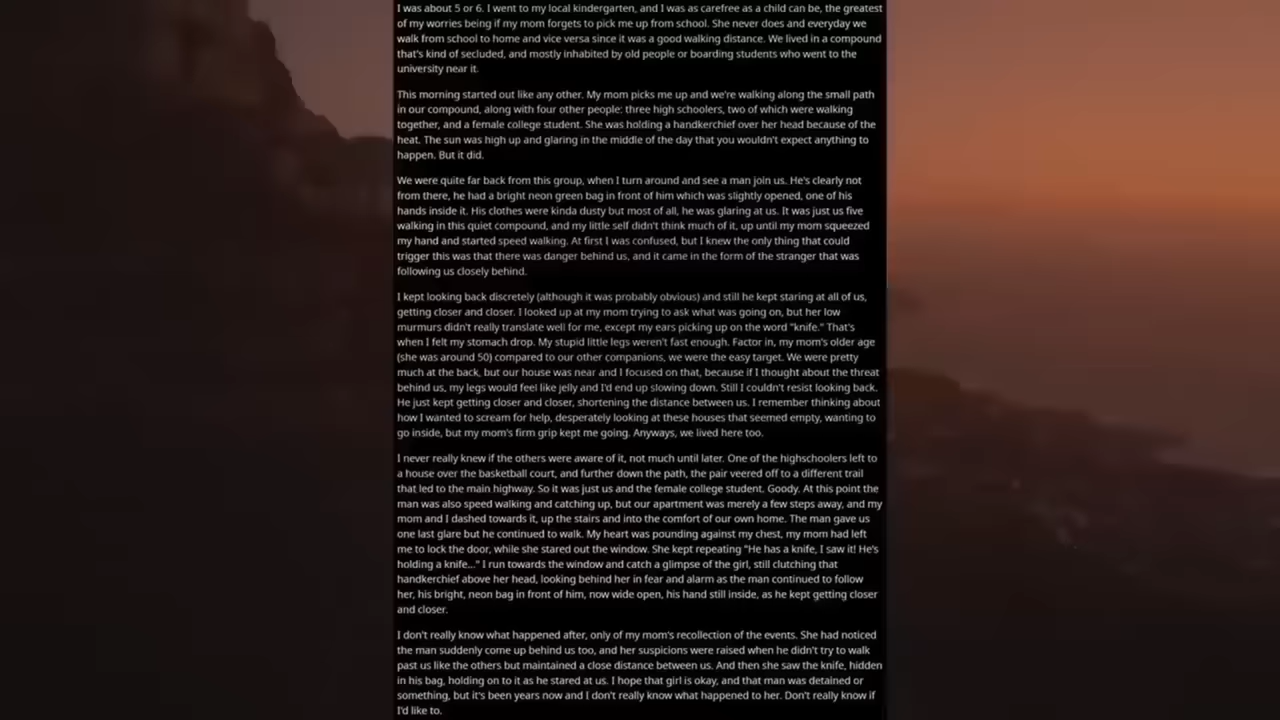 I was about 5 or 6. I went to my local kindergarten, and I was as carefree as a child can be, the greatest
of my worries being if my mom forgets to pick me up from school. She never does and everyday we
walk from school to home and vice versa since it was a good walking distance. We lived in a compound
that's kind of secluded, and mostly inhabited by old people or boarding students who went to the
university near it.
This morning started out like any other. My mom picks me up and we're walking along the small path
in our compound, along with four other people: three high schoolers, two of which were walking
together, and a female college student. She was holding a handkerchief over her head because of the
heat. The sun was high up and glaring in the middle of the day that you wouldn't expect anything to
happen. But it did.
We were quite far back from this group, when I turn around and see a man join us. He's clearly not
from there, he had a bright neon green bag in front of him which was slightly opened, one of his
hands inside it. His clothes were kinda dusty but most of all, he was glaring at us. It was just us five
walking in this quiet compound, and my little self didn't think much of it, up until my mom squeezed
my hand and started speed walking. At first I was confused, but I knew the only thing that could
trigger this was that there was danger behind us, and it came in the form of the stranger that was
following us closely behind.
I kept looking back discretely (although it was probably obvious) and still he kept staring at all of us,
getting closer and closer. I looked up at my mom trying to ask what was going on, but her low
murmurs didn't really translate well for me, except my ears picking up on the word "knife." That's
when I felt my stomach drop. My stupid little legs weren't fast enough. Factor in, my mom's older age
(she was around 50) compared to our other companions, we were the easy target. We were pretty
much at the back, but our house was near and I focused on that, because if I thought about the threat
behind us, my legs would feel like jelly and I'd end up slowing down. Still I couldn't resist looking back.
He just kept getting closer and closer, shortening the distance between us. I remember thinking about
how I wanted to scream for help, desperately looking at these houses that seemed empty, wanting to
go inside, but my mom's firm grip kept me going. Anyways, we lived here too.
I never really knew if the others were aware of it, not much until later. One of the highschoolers left to
a house over the basketball court, and further down the path, the pair veered off to a different trail
that led to the main highway. So it was just us and the female college student. Goody. At this point the
man was also speed walking and catching up, but our apartment was merely a few steps away, and my
mom and I dashed towards it, up the stairs and into the comfort of our own home. The man gave us
one last glare but he continued to walk. My heart was pounding against my chest, my mom had left
me to lock the door, while she stared out the window. She kept repeating "He has a knife, I saw it! He's
holding a knife..." I run towards the window and catch a glimpse of the girl, still clutching that
handkerchief above her head, looking behind her in fear and alarm as the man continued to follow
her, his bright, neon bag in front of him, now wide open, his hand still inside, as he kept getting closer
and closer.
I don't really know what happened after, only of my mom's recollection of the events. She had noticed
the man suddenly come up behind us too, and her suspicions were raised when he didn't try to walk
past us like the others but maintained a close distance between us. And then she saw the knife, hidden
in his bag, holding on to it as he stared at us. I hope that girl is okay, and that man was detained or
something, but it's been years now and I don't really know what happened to her. Don't really know if
I'd like to.